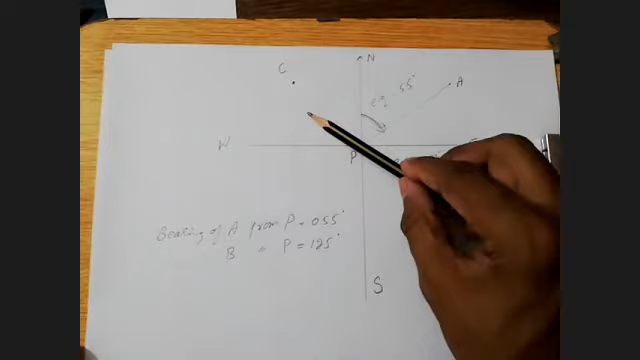 N
C
A
eg 55°
W
P
Bearing of A from P = 055°
B " P = 125°
S